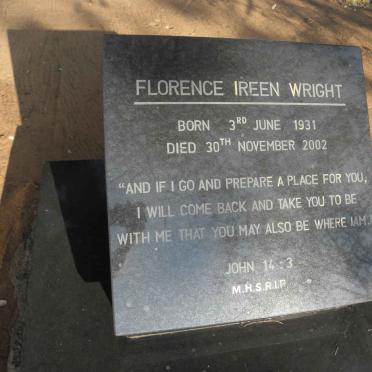 FLORENCE IREEN WRIGHT
BORN 3RD JUNE 1931
DIED 30TH NOVEMBER 2002
"AND IF I GO AND PREPARE A PLACE FOR YOU,
I WILL COME BACK AND TAKE YOU TO BE
WITH ME THAT YOU MAY ALSO BE WHERE I AM."
JOHN 14:3
M.H.S.R.I.P.